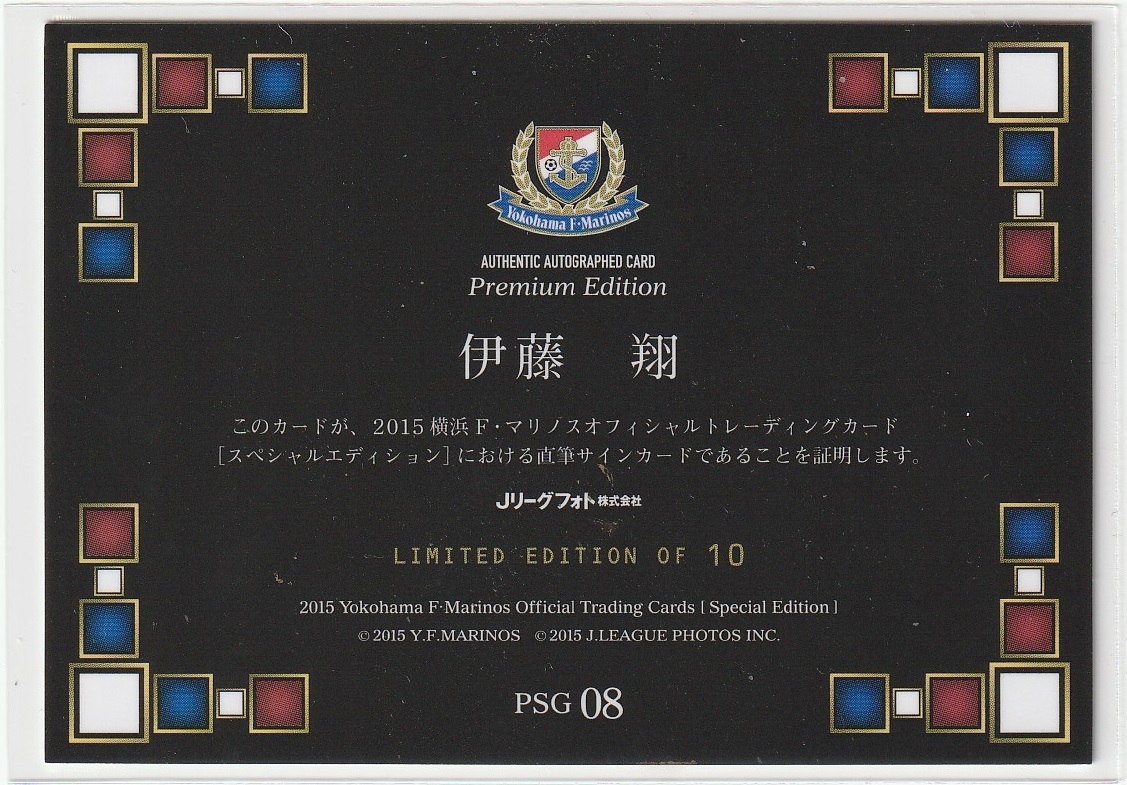 Yokohama F·Marinos
AUTHENTIC AUTOGRAPHED CARD
Premium Edition
伊藤　翔
このカードが、2015 横浜 F・マリノスオフィシャルトレーディングカード
[スペシャルエディション]における直筆サインカードであることを証明します。
Jリーグフォト株式会社
LIMITED EDITION OF 10
2015 Yokohama F·Marinos Official Trading Cards [ Special Edition ]
© 2015 Y.F.MARINOS © 2015 J.LEAGUE PHOTOS INC.
PSG 08